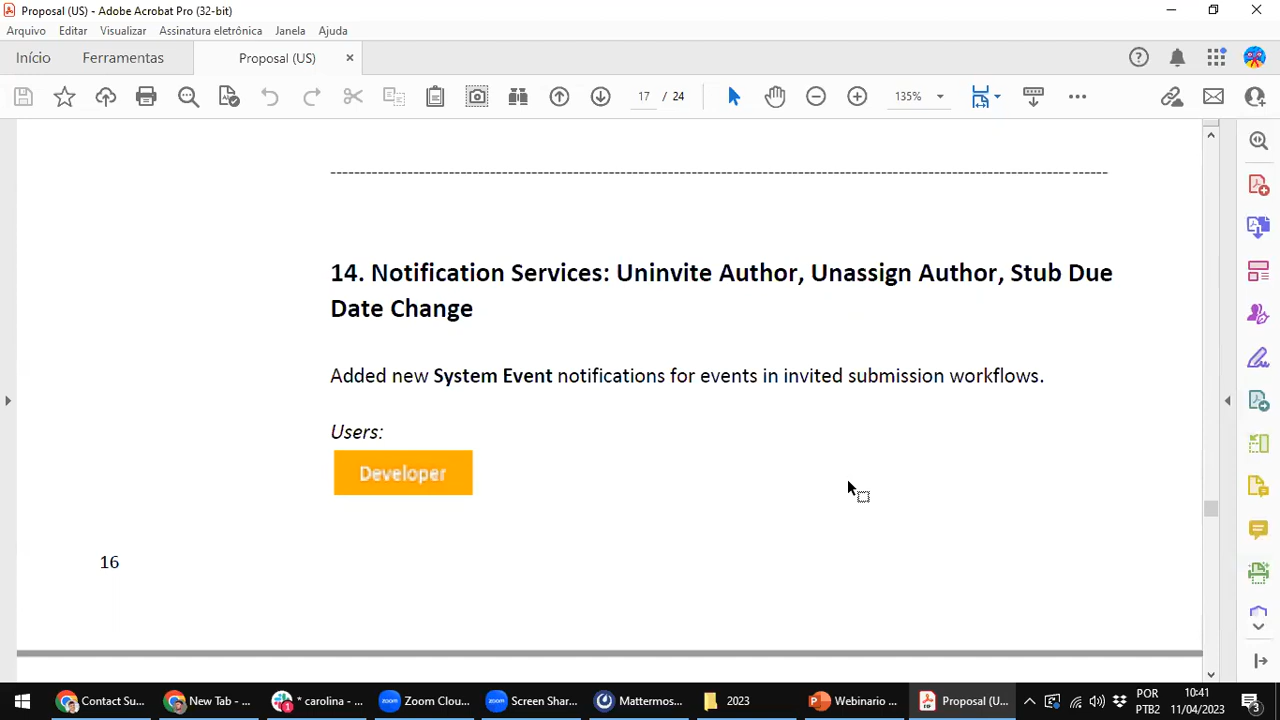 Proposal (US) - Adobe Acrobat Pro (32-bit)
Arquivo Editar Visualizar Assinatura eletrônica Janela Ajuda
Início Ferramentas Proposal (US) ×
17 / 24 135%
14. Notification Services: Uninvite Author, Unassign Author, Stub Due
Date Change
Added new System Event notifications for events in invited submission workflows.
Users:
Developer
16
Contact Su... New Tab - ... * carolina - ... Zoom Clou... Screen Shar... Mattermos... 2023 Webinario ... Proposal (U... POR 10:41
PTB2 11/04/2023 3